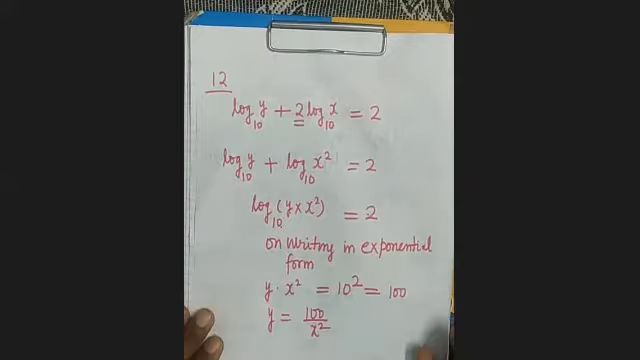 12
log₁₀ y + 2 log₁₀ x = 2
log₁₀ y + log₁₀ x² = 2
log₁₀ (y × x²) = 2
on writing in exponential
form
y · x² = 10² = 100
y = 100/x²